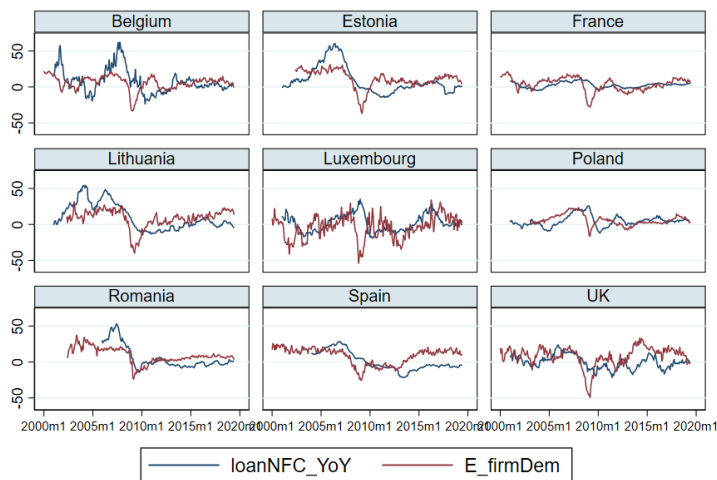 Belgium Estonia France
50
0
-50
Lithuania Luxembourg Poland
50
0
-50
Romania Spain UK
50
0
-50
2000m1 2005m1 2010m1 2015m1 2020m1 2000m1 2005m1 2010m1 2015m1 2020m1 2000m1 2005m1 2010m1 2015m1 2020m1
loanNFC_YoY E_firmDem